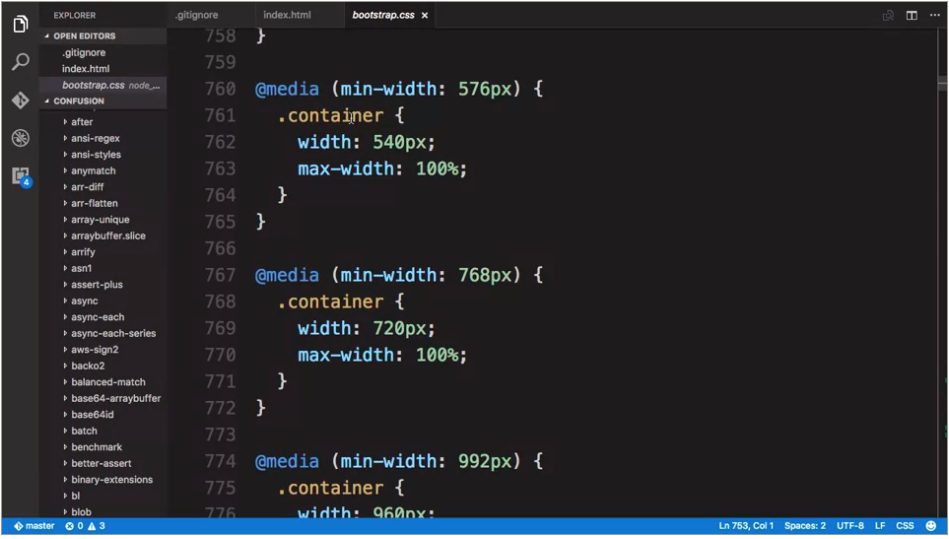 EXPLORER
OPEN EDITORS
.gitignore
index.html
bootstrap.css node_...
CONFUSION
after
ansi-regex
ansi-styles
anymatch
arr-diff
arr-flatten
array-unique
arraybuffer.slice
arrify
asn1
assert-plus
async
async-each
async-each-series
aws-sign2
backo2
balanced-match
base64-arraybuffer
base64id
batch
benchmark
better-assert
binary-extensions
bl
blob
4
.gitignore index.html bootstrap.css ×
758 }
759
760 @media (min-width: 576px) {
761 .container {
762 width: 540px;
763 max-width: 100%;
764 }
765 }
766
767 @media (min-width: 768px) {
768 .container {
769 width: 720px;
770 max-width: 100%;
771 }
772 }
773
774 @media (min-width: 992px) {
775 .container {
776 width: 960px;
master 0 3 Ln 753, Col 1 Spaces: 2 UTF-8 LF CSS